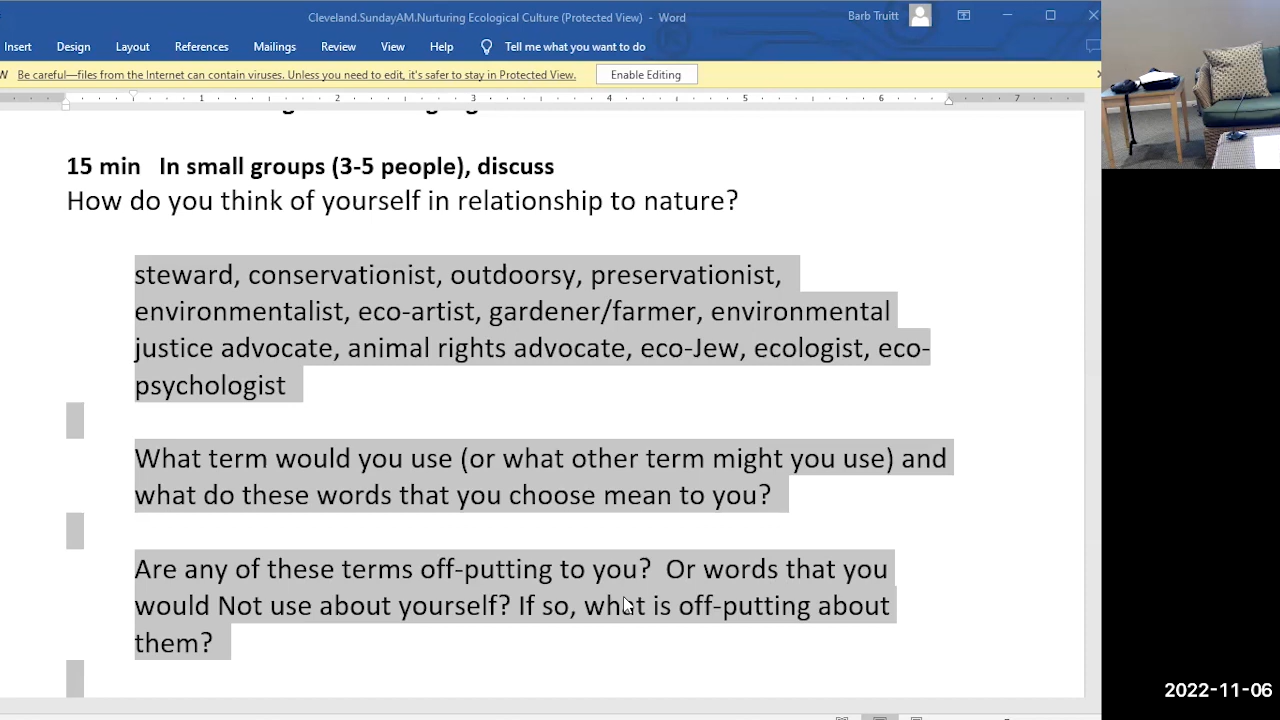 Cleveland.SundayAM.Nurturing Ecological Culture (Protected View) - Word
Barb Truitt
Insert Design Layout References Mailings Review View Help Tell me what you want to do
W Be careful—files from the Internet can contain viruses. Unless you need to edit, it's safer to stay in Protected View. Enable Editing
1 2 3 4 5 6 7
15 min In small groups (3-5 people), discuss
How do you think of yourself in relationship to nature?
steward, conservationist, outdoorsy, preservationist,
environmentalist, eco-artist, gardener/farmer, environmental
justice advocate, animal rights advocate, eco-Jew, ecologist, eco-
psychologist
What term would you use (or what other term might you use) and
what do these words that you choose mean to you?
Are any of these terms off-putting to you? Or words that you
would Not use about yourself? If so, what is off-putting about
them?
2022-11-06